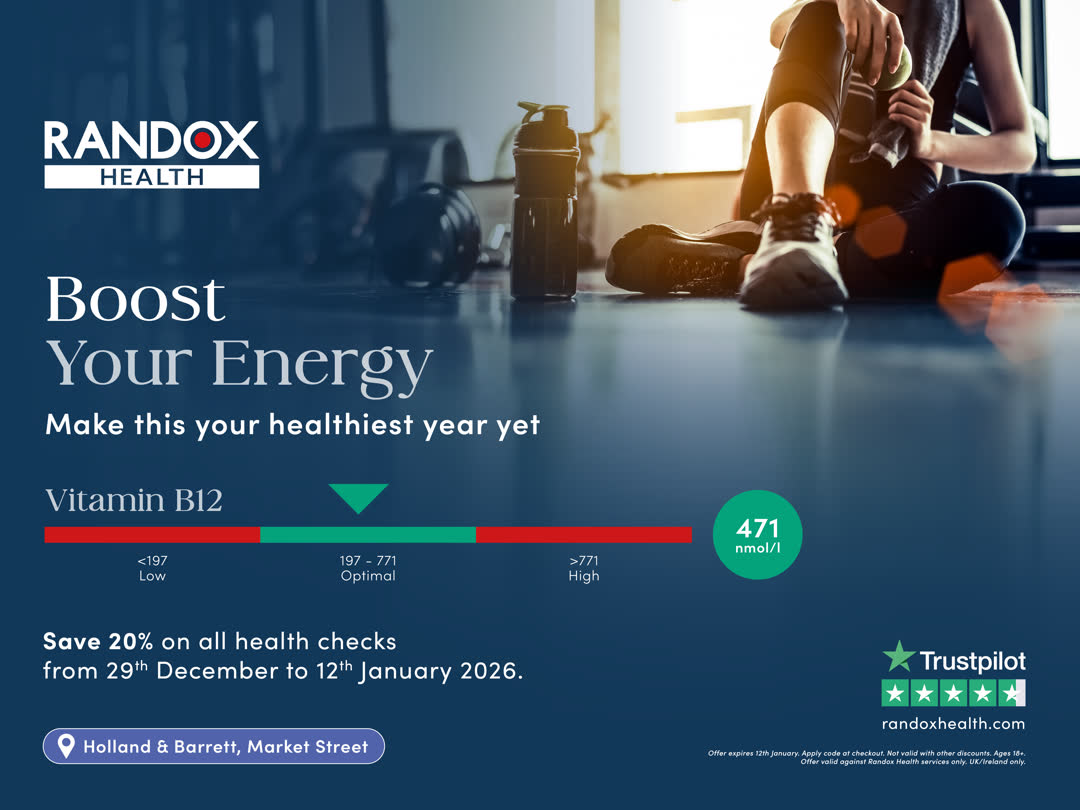 RANDOX
HEALTH
Boost
Your Energy
Make this your healthiest year yet
Vitamin B12
471
nmol/l
<197
Low
197 - 771
Optimal
>771
High
Save 20% on all health checks
from 29th December to 12th January 2026.
Holland & Barrett, Market Street
Trustpilot
randoxhealth.com
Offer expires 12th January. Apply code at checkout. Not valid with other discounts. Ages 18+.
Offer valid against Randox Health services only. UK/Ireland only.